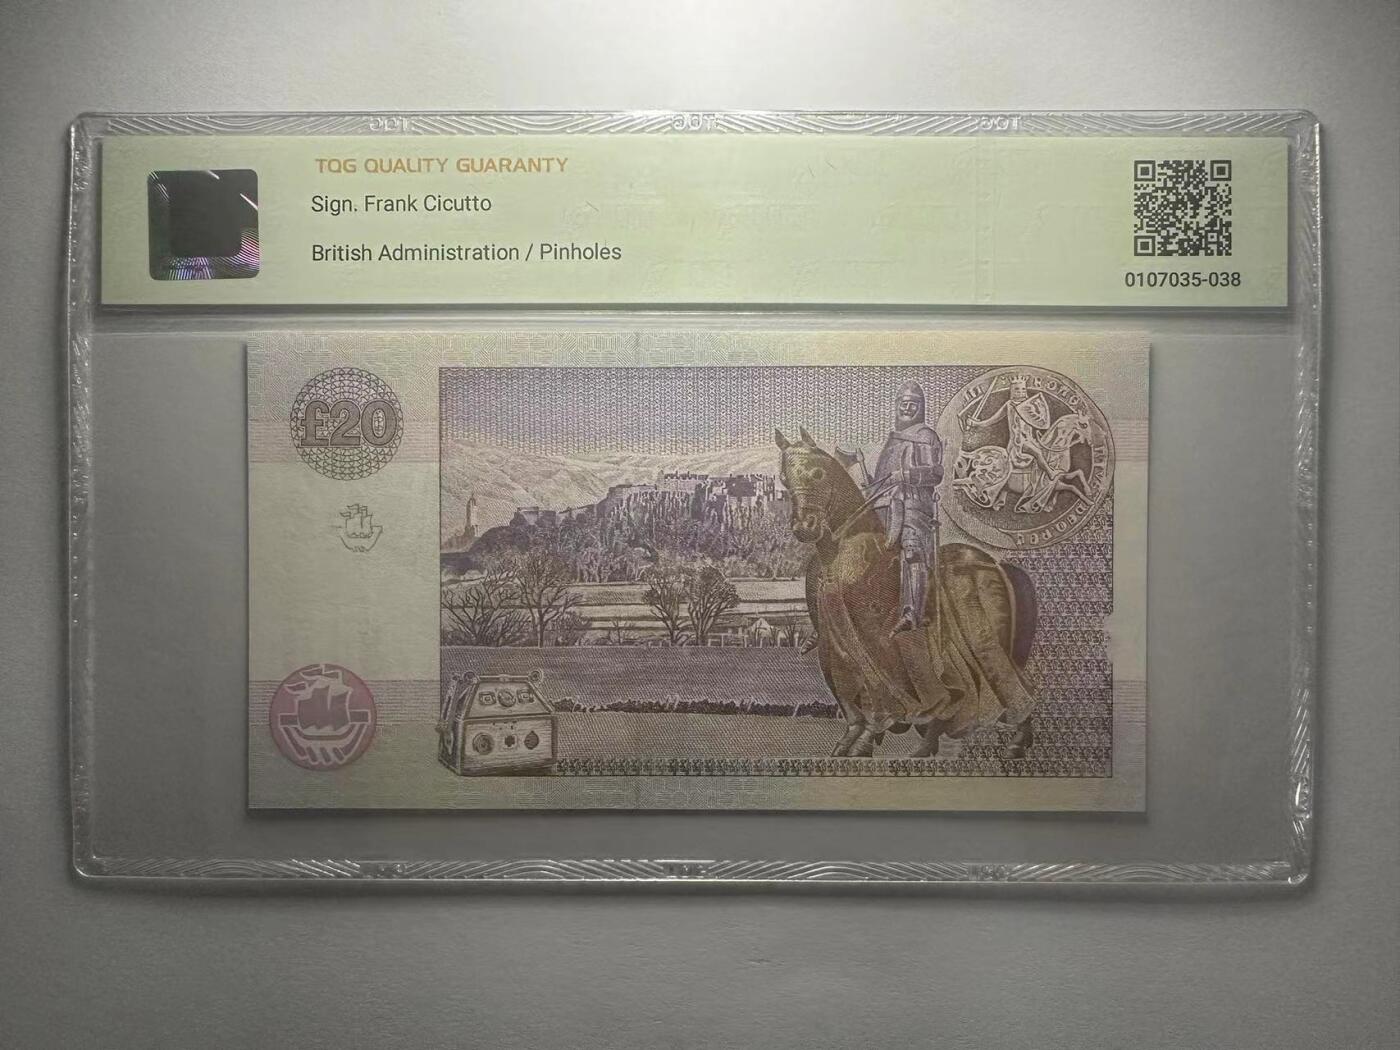 TQG QUALITY GUARANTY
Sign. Frank Cicutto
British Administration / Pinholes
0107035-038
£20